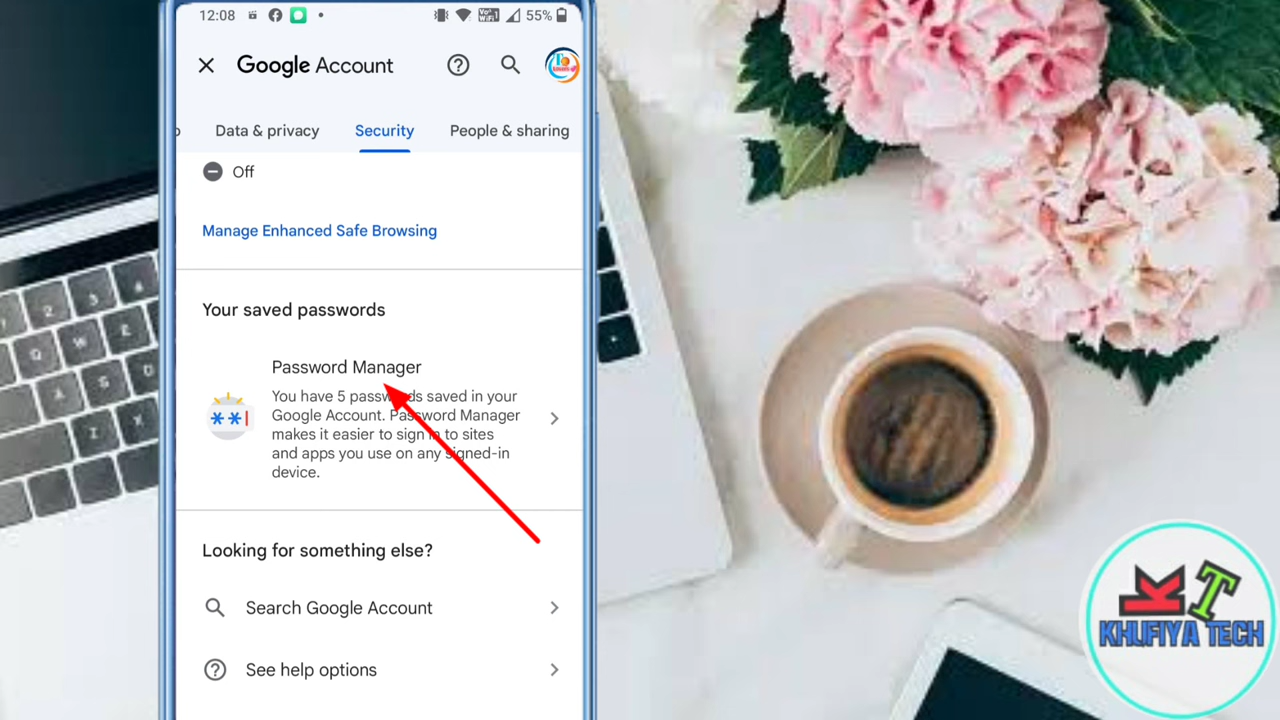 12:08
55%
Google Account
Data & privacy
Security
People & sharing
Off
Manage Enhanced Safe Browsing
Your saved passwords
Password Manager
You have 5 passwords saved in your
Google Account. Password Manager
makes it easier to sign in to sites
and apps you use on any signed-in
device.
**|
Looking for something else?
Search Google Account
See help options
KT
KHUFIYA TECH